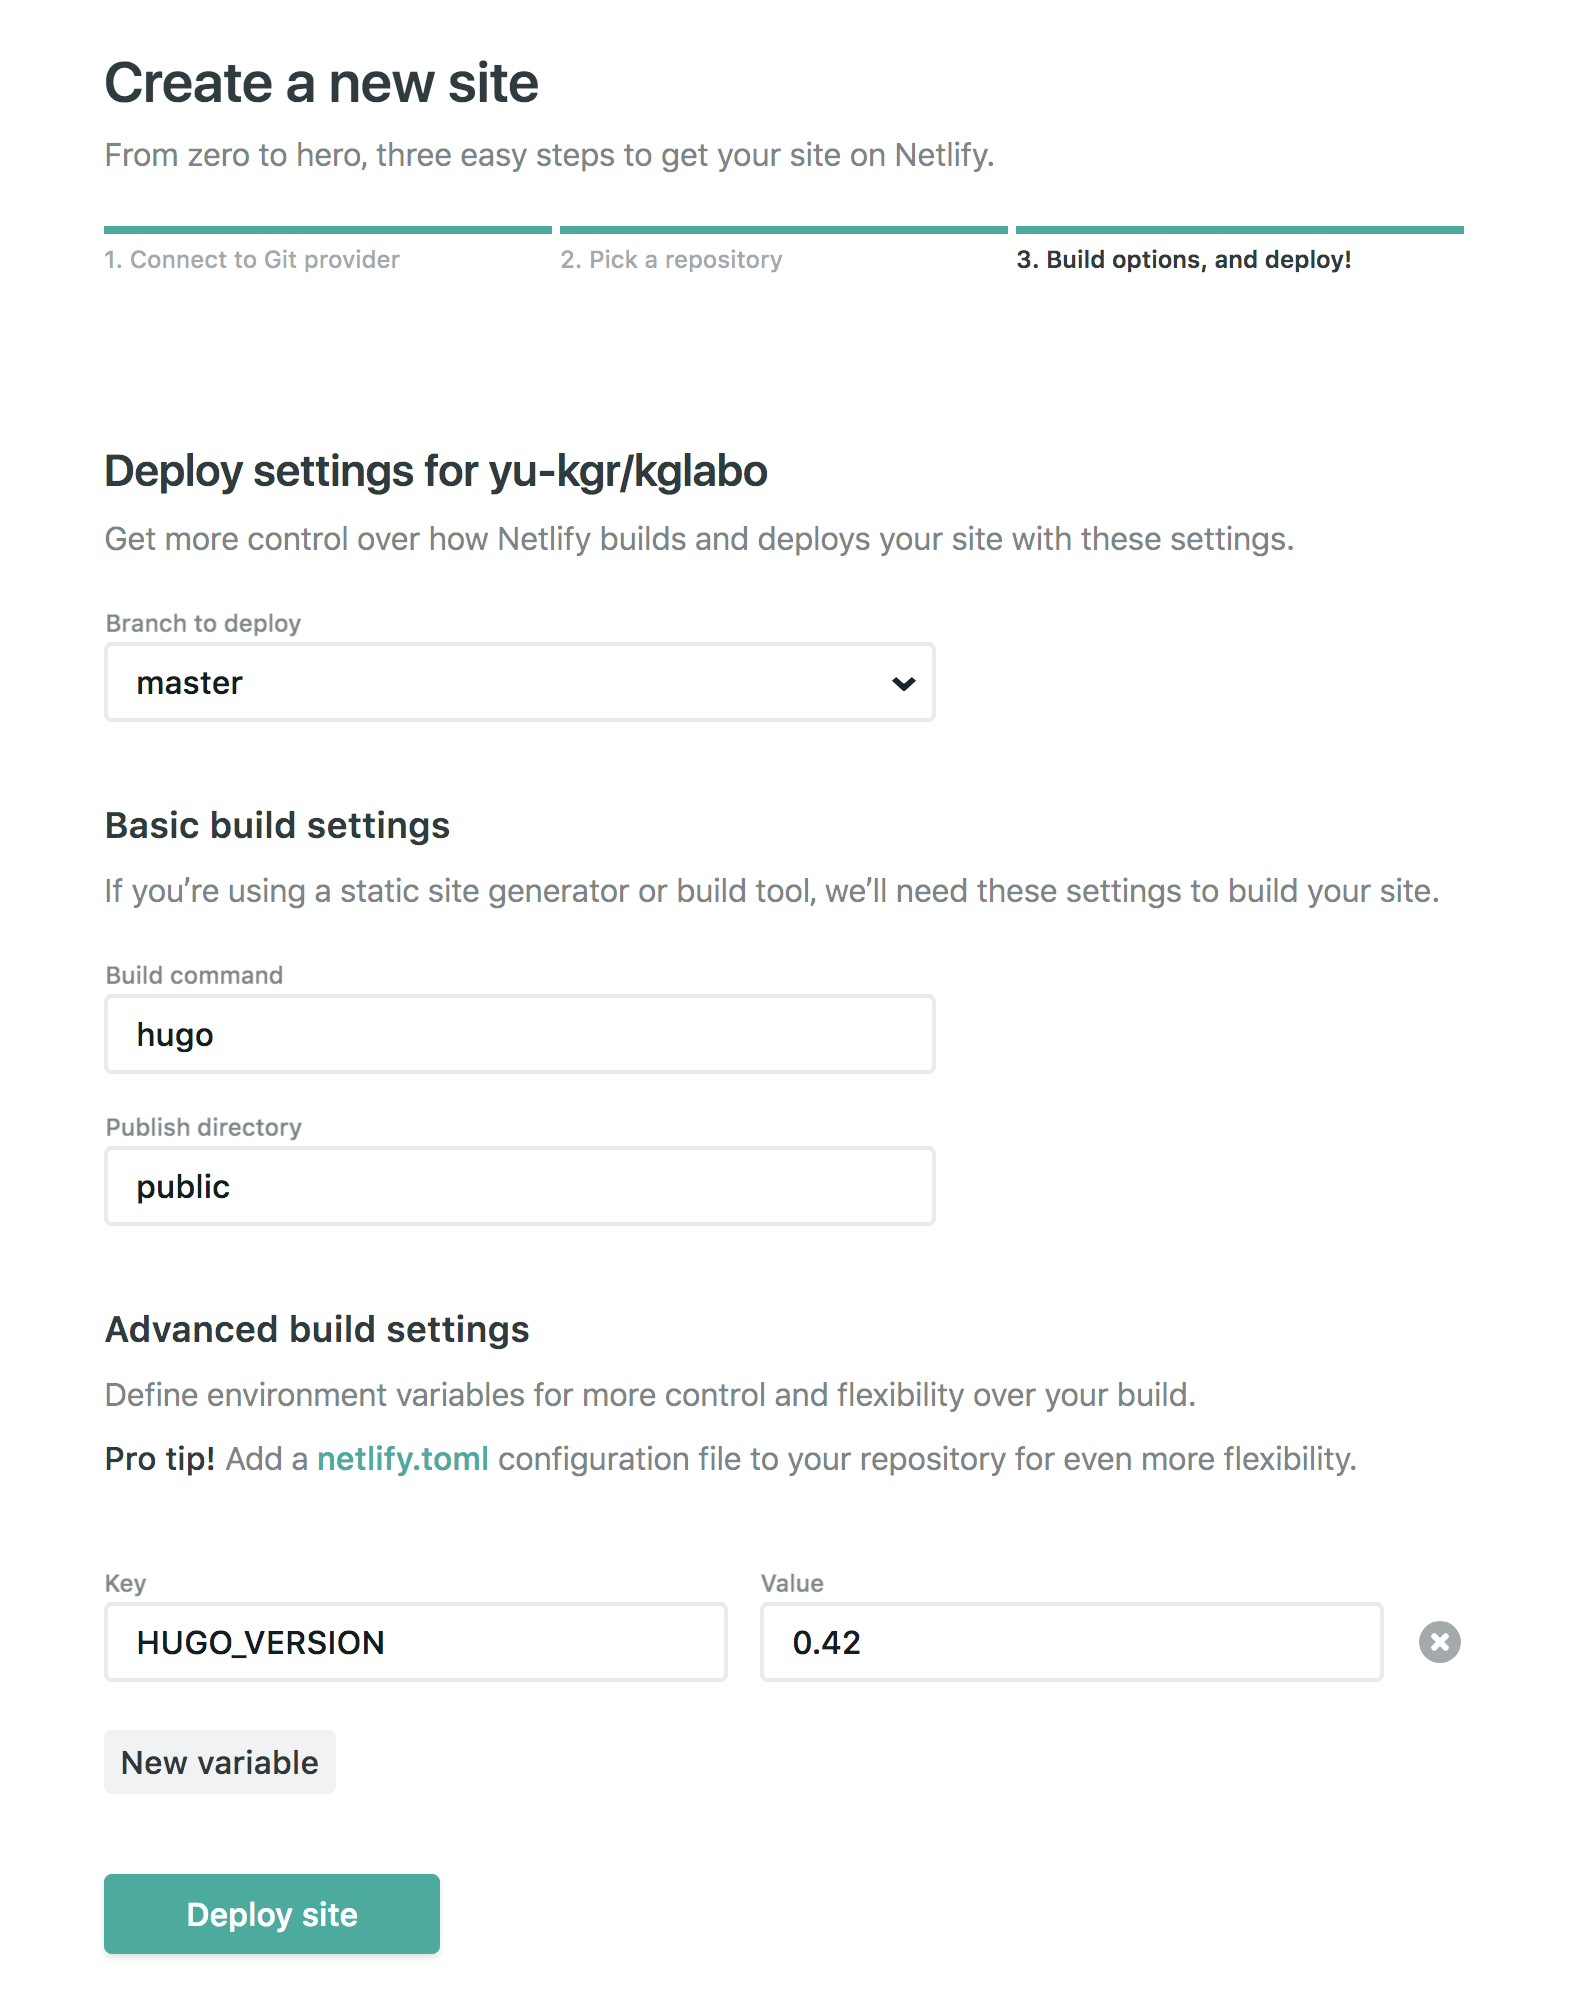 Create a new site
From zero to hero, three easy steps to get your site on Netlify.
1. Connect to Git provider
2. Pick a repository
3. Build options, and deploy!
Deploy settings for yu-kgr/kglabo
Get more control over how Netlify builds and deploys your site with these settings.
Branch to deploy
master
Basic build settings
If you’re using a static site generator or build tool, we’ll need these settings to build your site.
Build command
hugo
Publish directory
public
Advanced build settings
Define environment variables for more control and flexibility over your build.
Pro tip! Add a netlify.toml configuration file to your repository for even more flexibility.
Key
Value
HUGO_VERSION
0.42
New variable
Deploy site